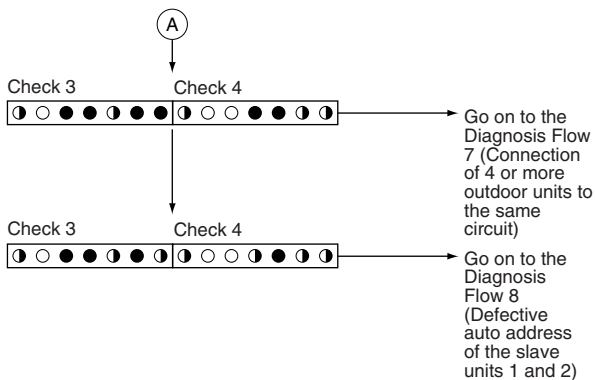 A
Check 3
Check 4
Go on to the
Diagnosis Flow
7 (Connection
of 4 or more
outdoor units to
the same
circuit)
Check 3
Check 4
Go on to the
Diagnosis
Flow 8
(Defective
auto address
of the slave
units 1 and 2)